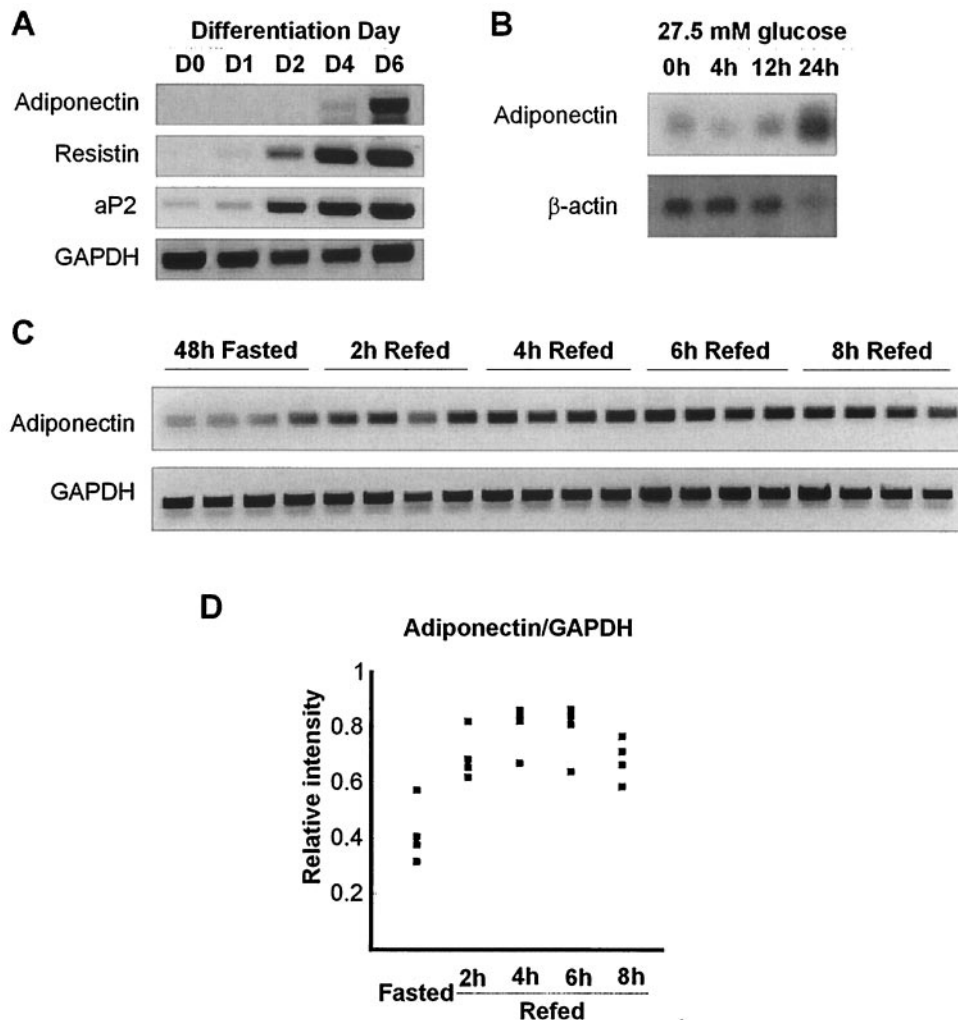 A
Differentiation Day
D0 D1 D2 D4 D6
Adiponectin
Resistin
aP2
GAPDH
B
27.5 mM glucose
0h 4h 12h 24h
Adiponectin
β-actin
C
48h Fasted 2h Refed 4h Refed 6h Refed 8h Refed
Adiponectin
GAPDH
D
Adiponectin/GAPDH
Relative intensity
1
0.8
0.6
0.4
0.2
Fasted 2h 4h 6h 8h
Refed